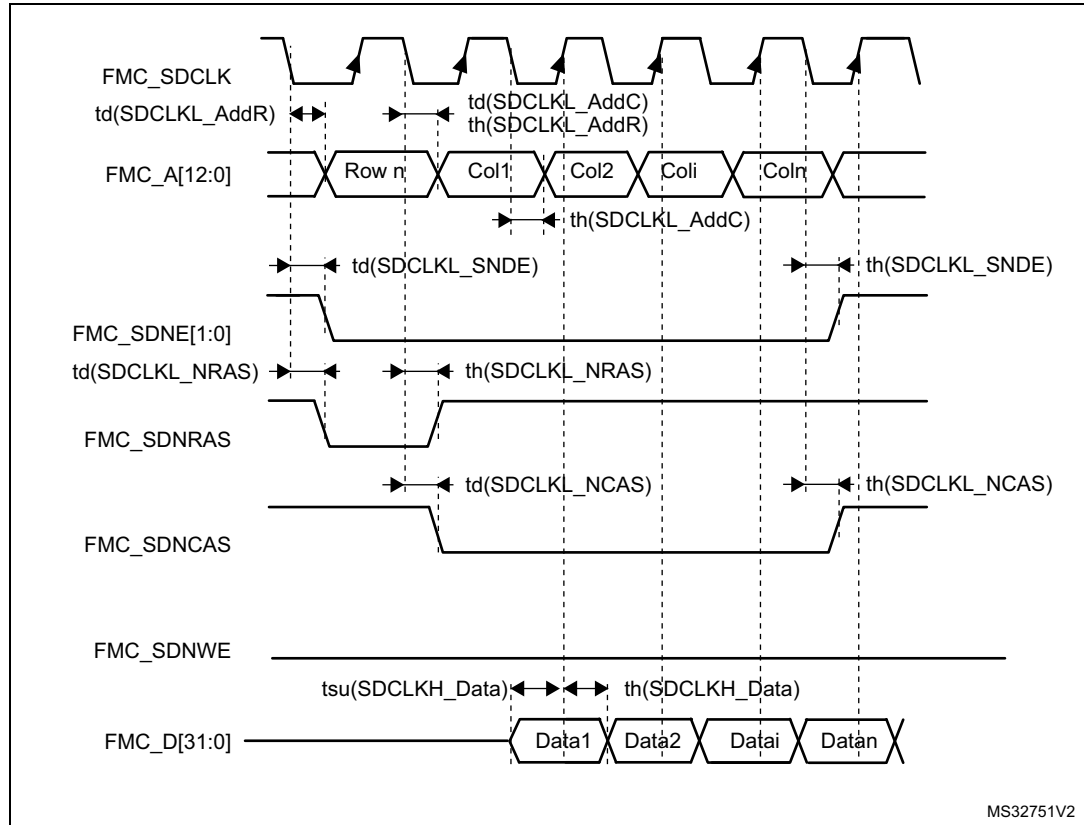 FMC_SDCLK
td(SDCLKL_AddR)
td(SDCLKL_AddC)
th(SDCLKL_AddR)
FMC_A[12:0]
Row n
Col1
Col2
Coli
Coln
th(SDCLKL_AddC)
td(SDCLKL_SNDE)
th(SDCLKL_SNDE)
FMC_SDNE[1:0]
td(SDCLKL_NRAS)
th(SDCLKL_NRAS)
FMC_SDNRAS
td(SDCLKL_NCAS)
th(SDCLKL_NCAS)
FMC_SDNCAS
FMC_SDNWE
tsu(SDCLKH_Data)
th(SDCLKH_Data)
FMC_D[31:0]
Data1
Data2
Datai
Datan
MS32751V2